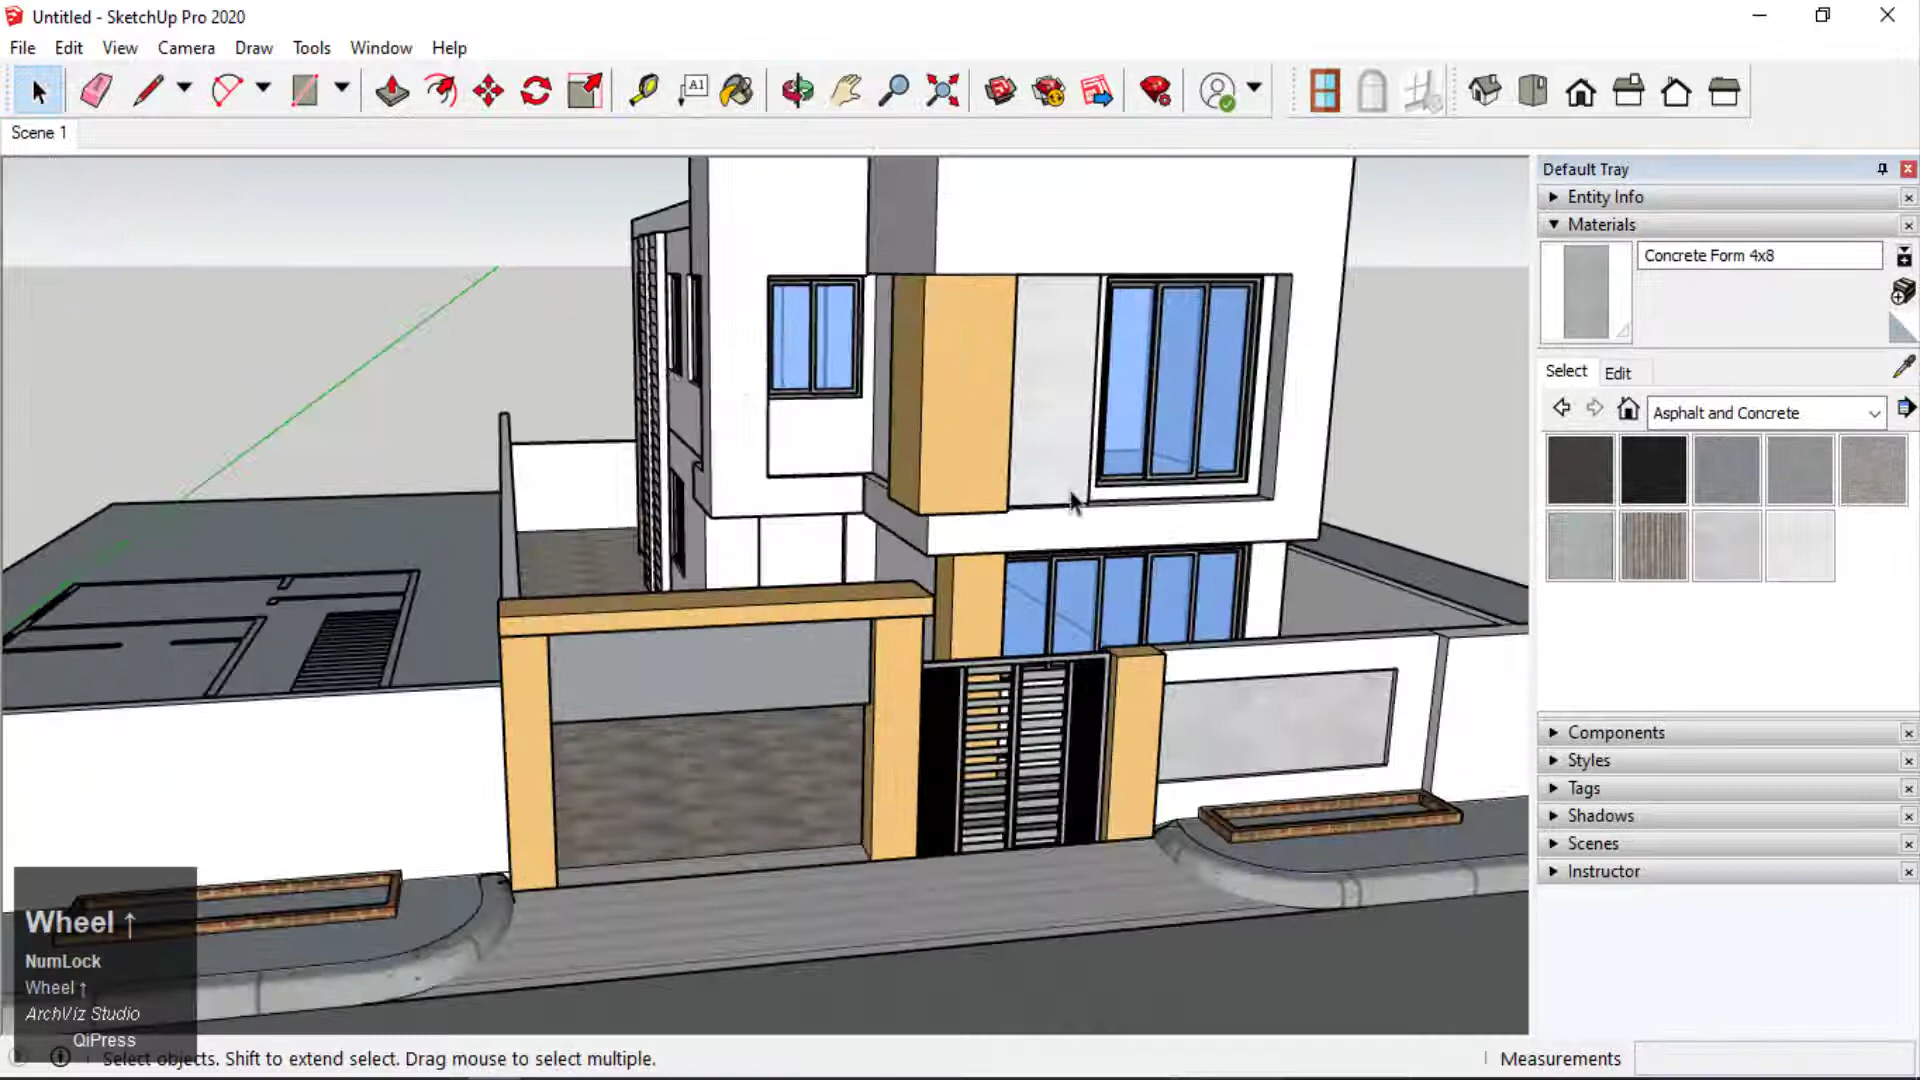 Untitled - SketchUp Pro 2020
File Edit View Camera Draw Tools Window Help
A1
Scene 1
Default Tray
Entity Info
Materials
Concrete Form 4x8
Select Edit
Asphalt and Concrete
Components
Styles
Tags
Shadows
Scenes
Instructor
Wheel ↑
NumLock
Wheel ↑
ArchViz Studio
QiPress
Select objects. Shift to extend select. Drag mouse to select multiple.
Measurements